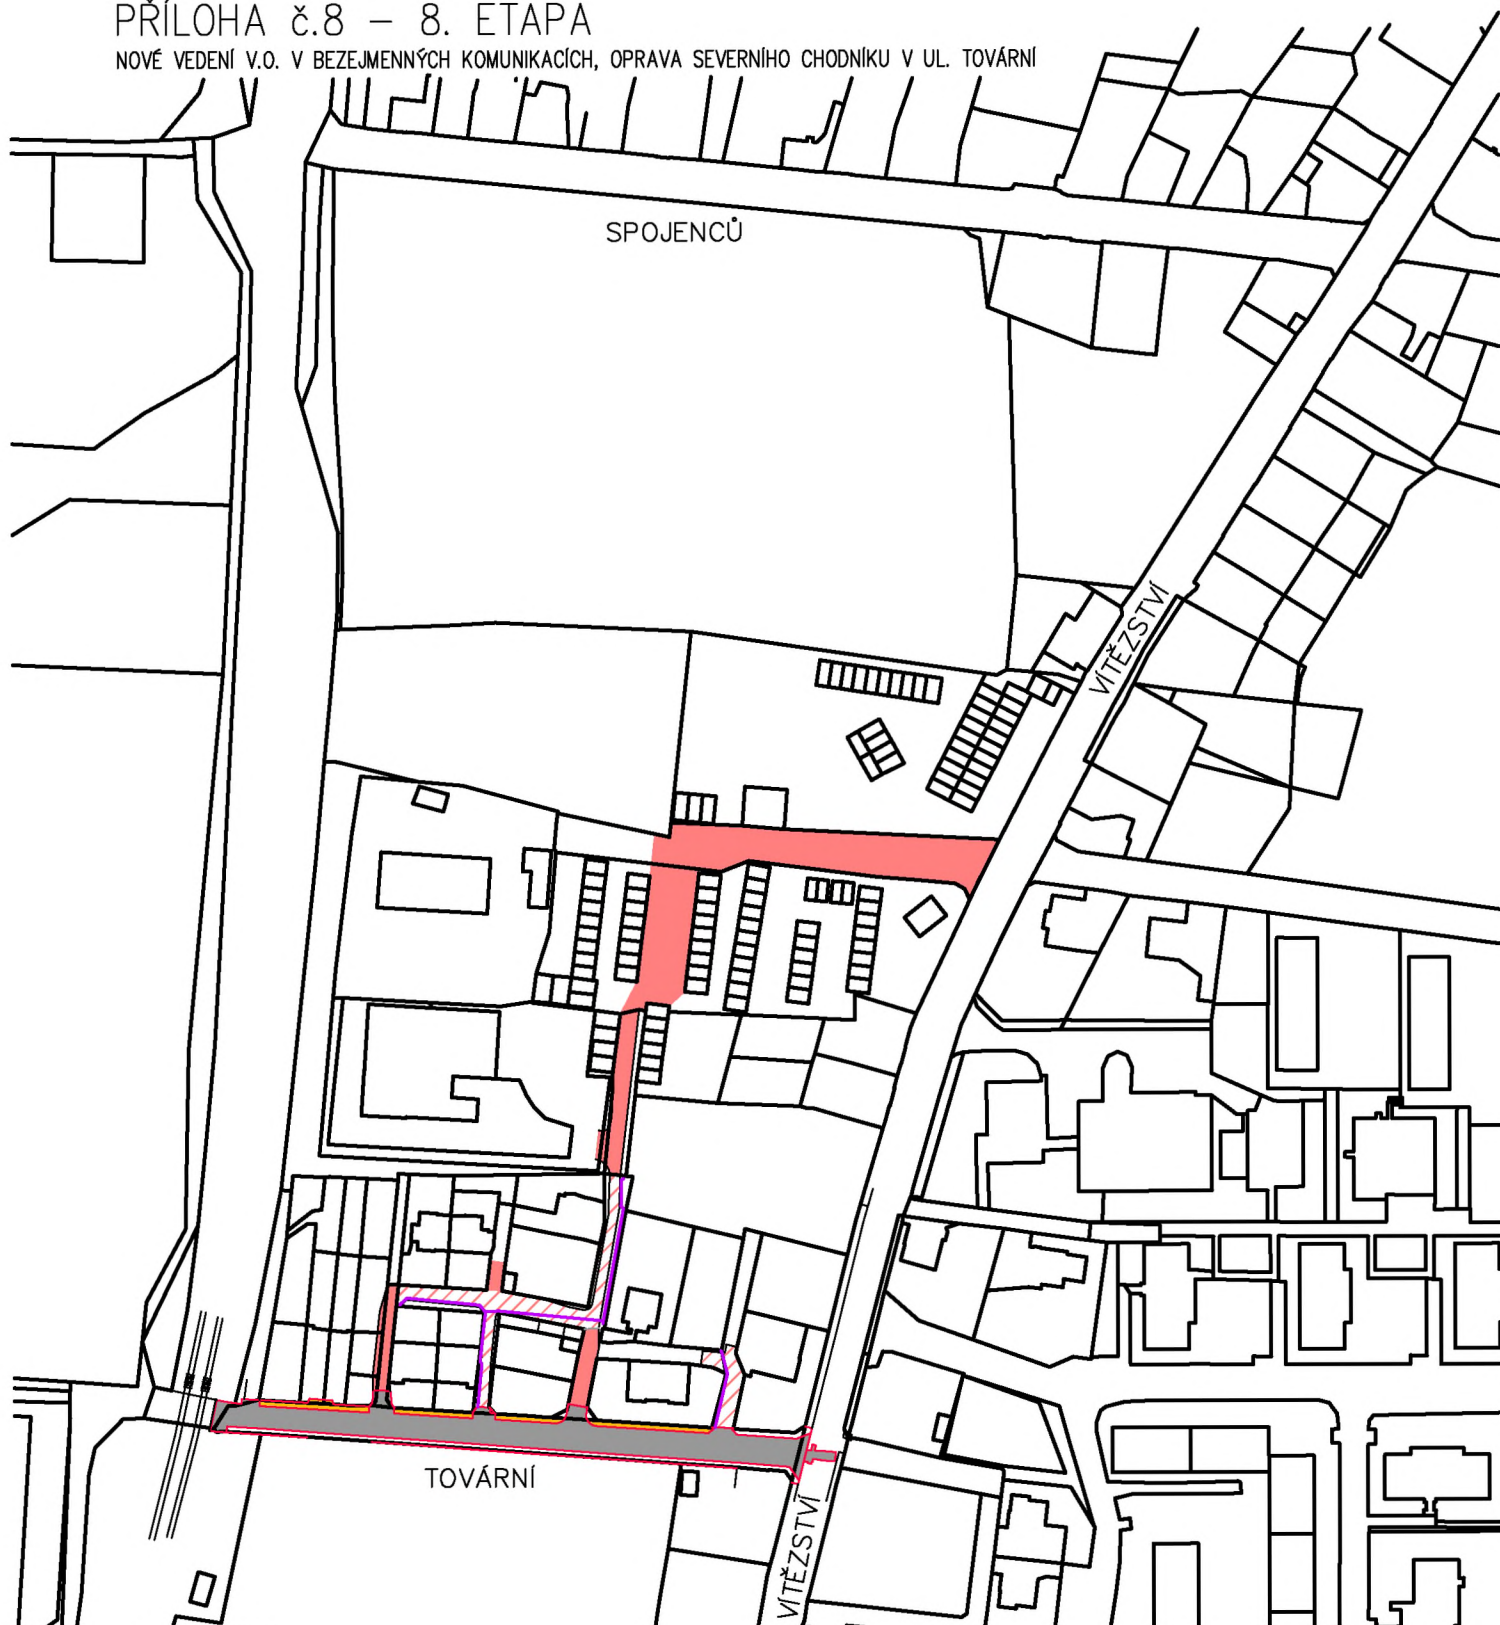 PŘÍLOHA č.8 – 8. ETAPA
NOVÉ VEDENÍ V.O. V BEZEJMENNÝCH KOMUNIKACÍCH, OPRAVA SEVERNÍHO CHODNÍKU V UL. TOVÁRNÍ
SPOJENCŮ
VÍTĚZSTVÍ
TOVÁRNÍ
VÍTĚZSTVÍ